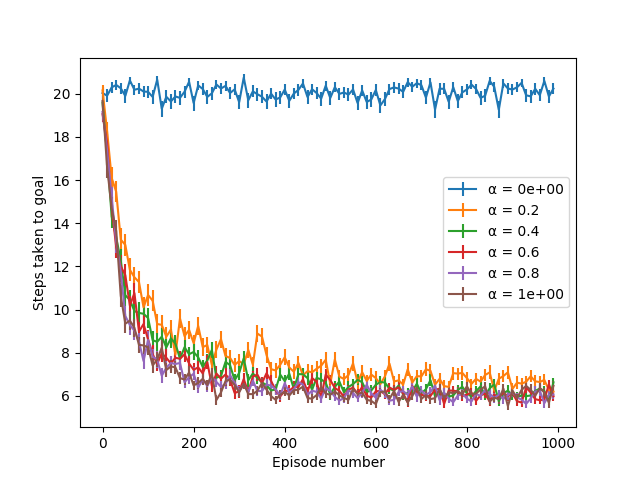 20
18
16
14
12
10
8
6
Steps taken to goal
α = 0e+00
α = 0.2
α = 0.4
α = 0.6
α = 0.8
α = 1e+00
0 200 400 600 800 1000
Episode number